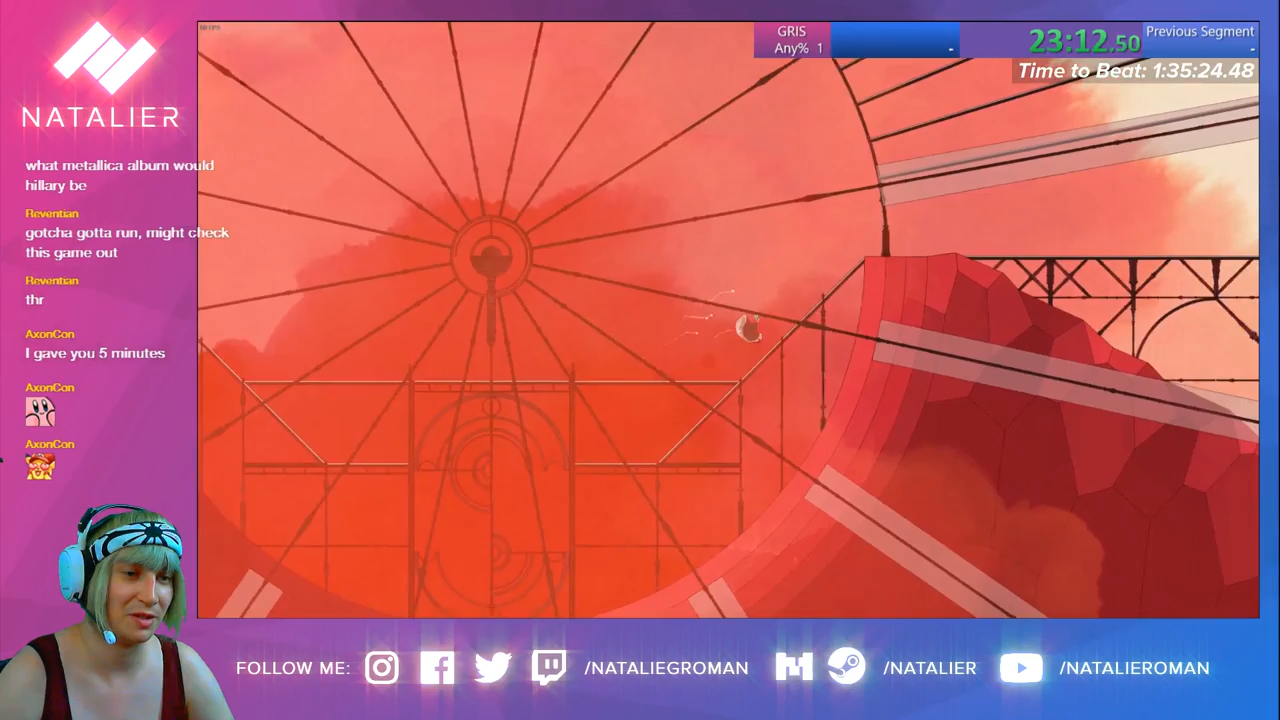 NATALIER
what metallica album would
hillary be
Reventian
gotcha gotta run, might check
this game out
Reventian
thr
AxonCon
I gave you 5 minutes
AxonCon
AxonCon
GRIS
Any% 1
-
23:12.50
Previous Segment
-
Time to Beat: 1:35:24.48
FOLLOW ME: /NATALIEGROMAN /NATALIER /NATALIEROMAN